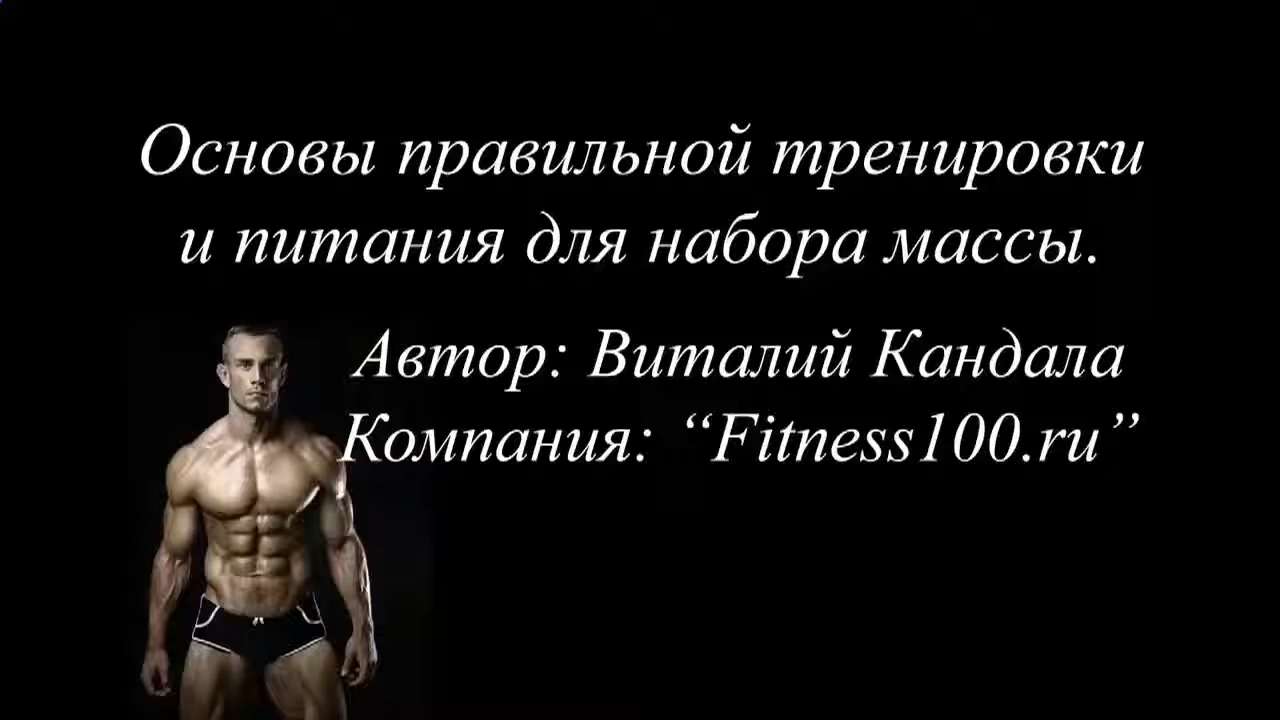 Основы правильной тренировки
и питания для набора массы.
Автор: Виталий Кандала
Компания: “Fitness100.ru”